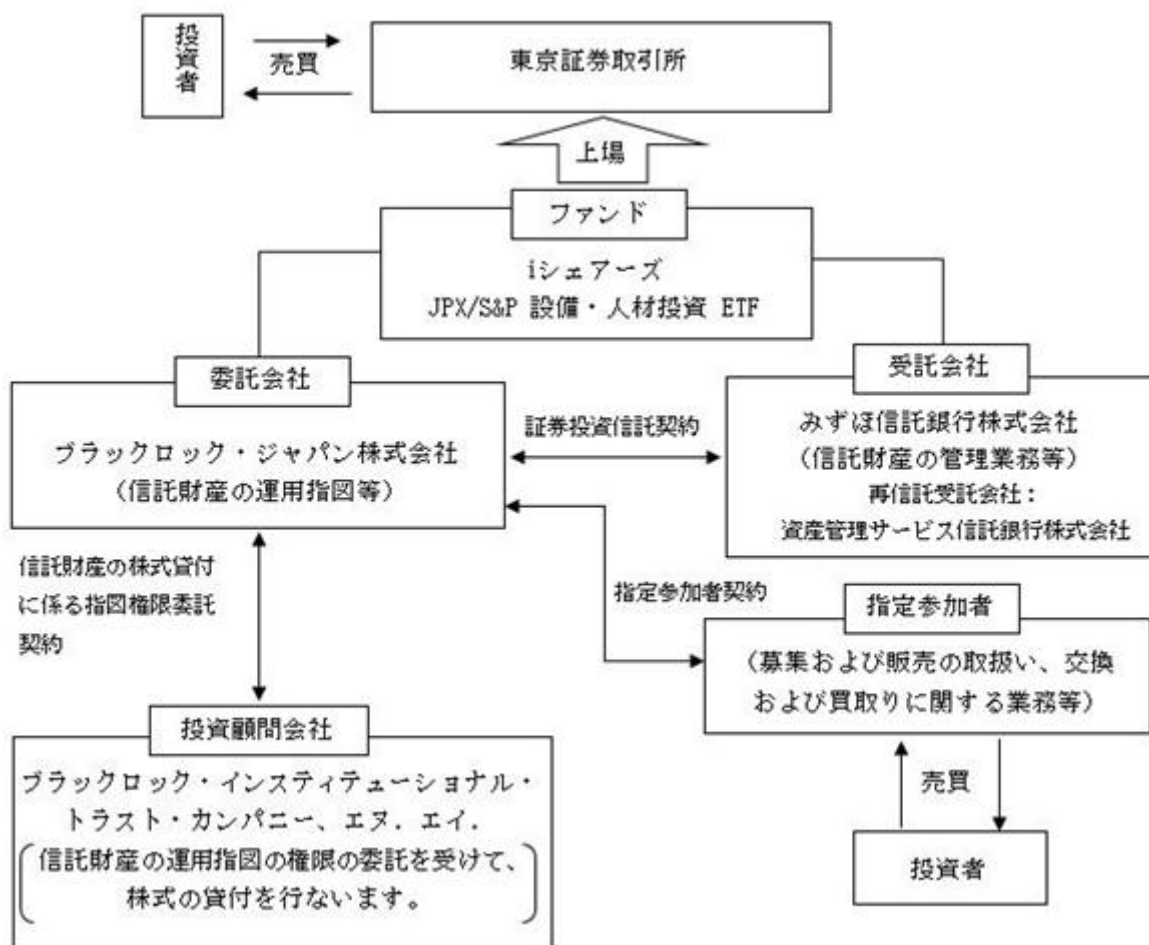 投資者
売買
東京証券取引所
上場
ファンド
iシェアーズ
JPX/S&P 設備・人材投資 ETF
委託会社
ブラックロック・ジャパン株式会社
(信託財産の運用指図等)
証券投資信託契約
受託会社
みずほ信託銀行株式会社
(信託財産の管理業務等)
再信託受託会社:
資産管理サービス信託銀行株式会社
信託財産の株式貸付
に係る指図権限委託
契約
指定参加者契約
指定参加者
(募集および販売の取扱い、交換
および買取りに関する業務等)
投資顧問会社
ブラックロック・インスティテューショナル・
トラスト・カンパニー、エヌ.エイ.
信託財産の運用指図の権限の委託を受けて、
株式の貸付を行ないます。
売買
投資者